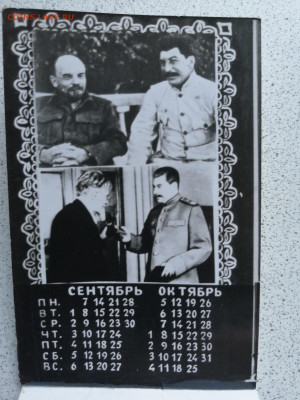 СЕНТЯБРЬ ОКТЯБРЬ
ПН. 7 14 21 28 5 12 19 26
ВТ. 1 8 15 22 29 6 13 20 27
СР. 2 9 16 23 30 7 14 21 28
ЧТ. 3 10 17 24 1 8 15 22 29
ПТ. 4 11 18 25 2 9 16 23 30
СБ. 5 12 19 26 3 10 17 24 31
ВС. 6 13 20 27 4 11 18 25